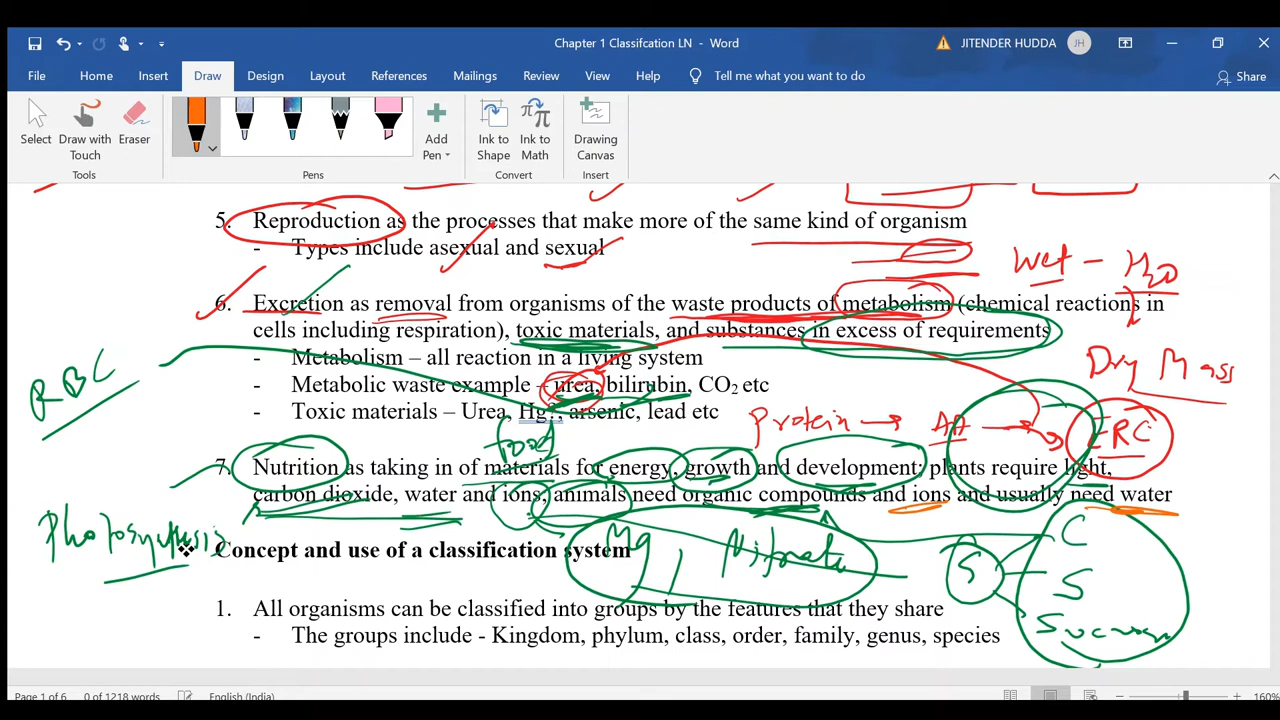 Chapter 1 Classifcation LN - Word
JITENDER HUDDA
JH
File Home Insert Draw Design Layout References Mailings Review View Help Tell me what you want to do
Share
Select
Draw with Touch
Eraser
Add Pen
Ink to Shape
Ink to Math
Drawing Canvas
Tools
Pens
Convert
Insert
5. Reproduction as the processes that make more of the same kind of organism
- Types include asexual and sexual
Wet - H2O
6. Excretion as removal from organisms of the waste products of metabolism (chemical reactions in
cells including respiration), toxic materials, and substances in excess of requirements
- Metabolism – all reaction in a living system
Dry Mass
RBC
- Metabolic waste example – urea, bilirubin, CO2 etc
- Toxic materials – Urea, Hg?, arsenic, lead etc
Protein → AA → ERC
food
7. Nutrition as taking in of materials for energy, growth and development; plants require light,
carbon dioxide, water and ions, animals need organic compounds and ions and usually need water
Photosynthesis
❖ Concept and use of a classification system
Mg Nitrate
S
C
S
1. All organisms can be classified into groups by the features that they share
- The groups include - Kingdom, phylum, class, order, family, genus, species
Page 1 of 6 0 of 1218 words English (India) 160%